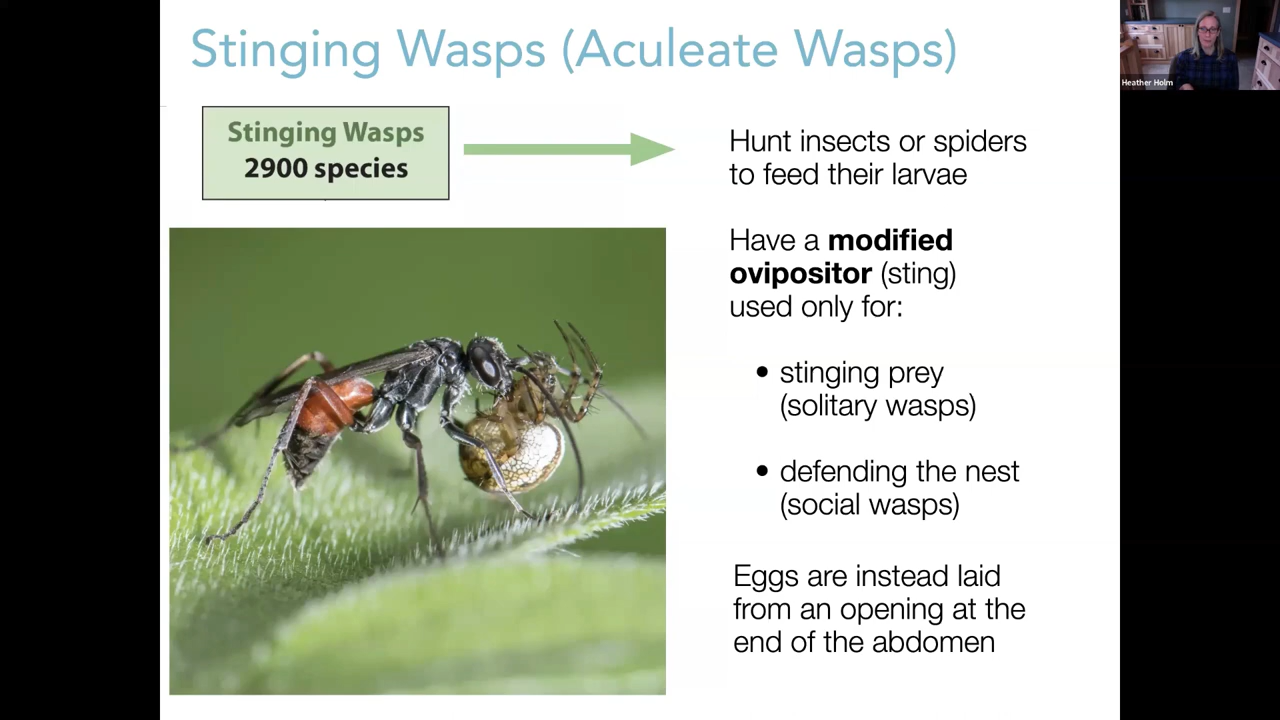 Stinging Wasps (Aculeate Wasps)
Heather Holm
Stinging Wasps
2900 species
Hunt insects or spiders
to feed their larvae
Have a modified
ovipositor (sting)
used only for:
• stinging prey
(solitary wasps)
• defending the nest
(social wasps)
Eggs are instead laid
from an opening at the
end of the abdomen